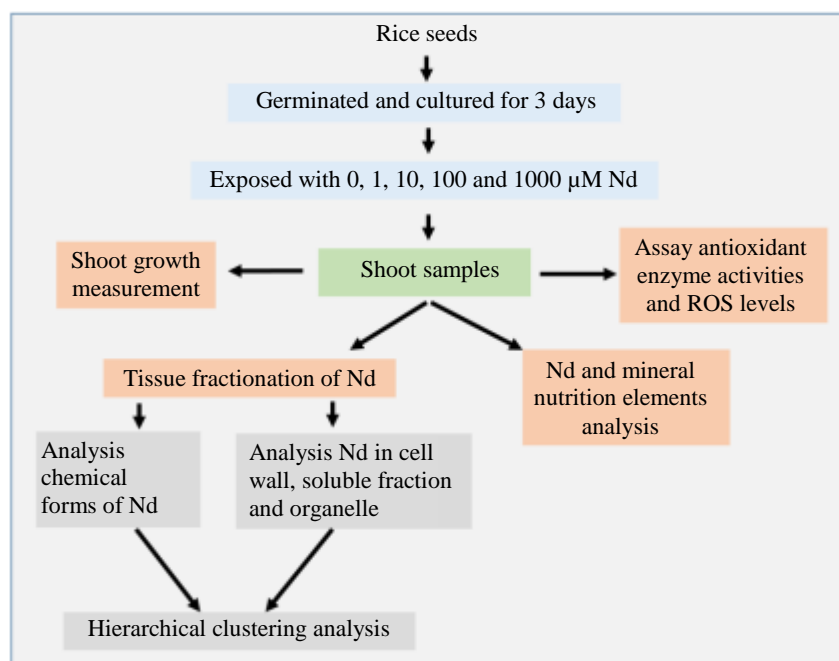 Rice seeds
Germinated and cultured for 3 days
Exposed with 0, 1, 10, 100 and 1000 μM Nd
Shoot growth
measurement
Shoot samples
Assay antioxidant
enzyme activities
and ROS levels
Tissue fractionation of Nd
Nd and mineral
nutrition elements
analysis
Analysis
chemical
forms of Nd
Analysis Nd in cell
wall, soluble fraction
and organelle
Hierarchical clustering analysis